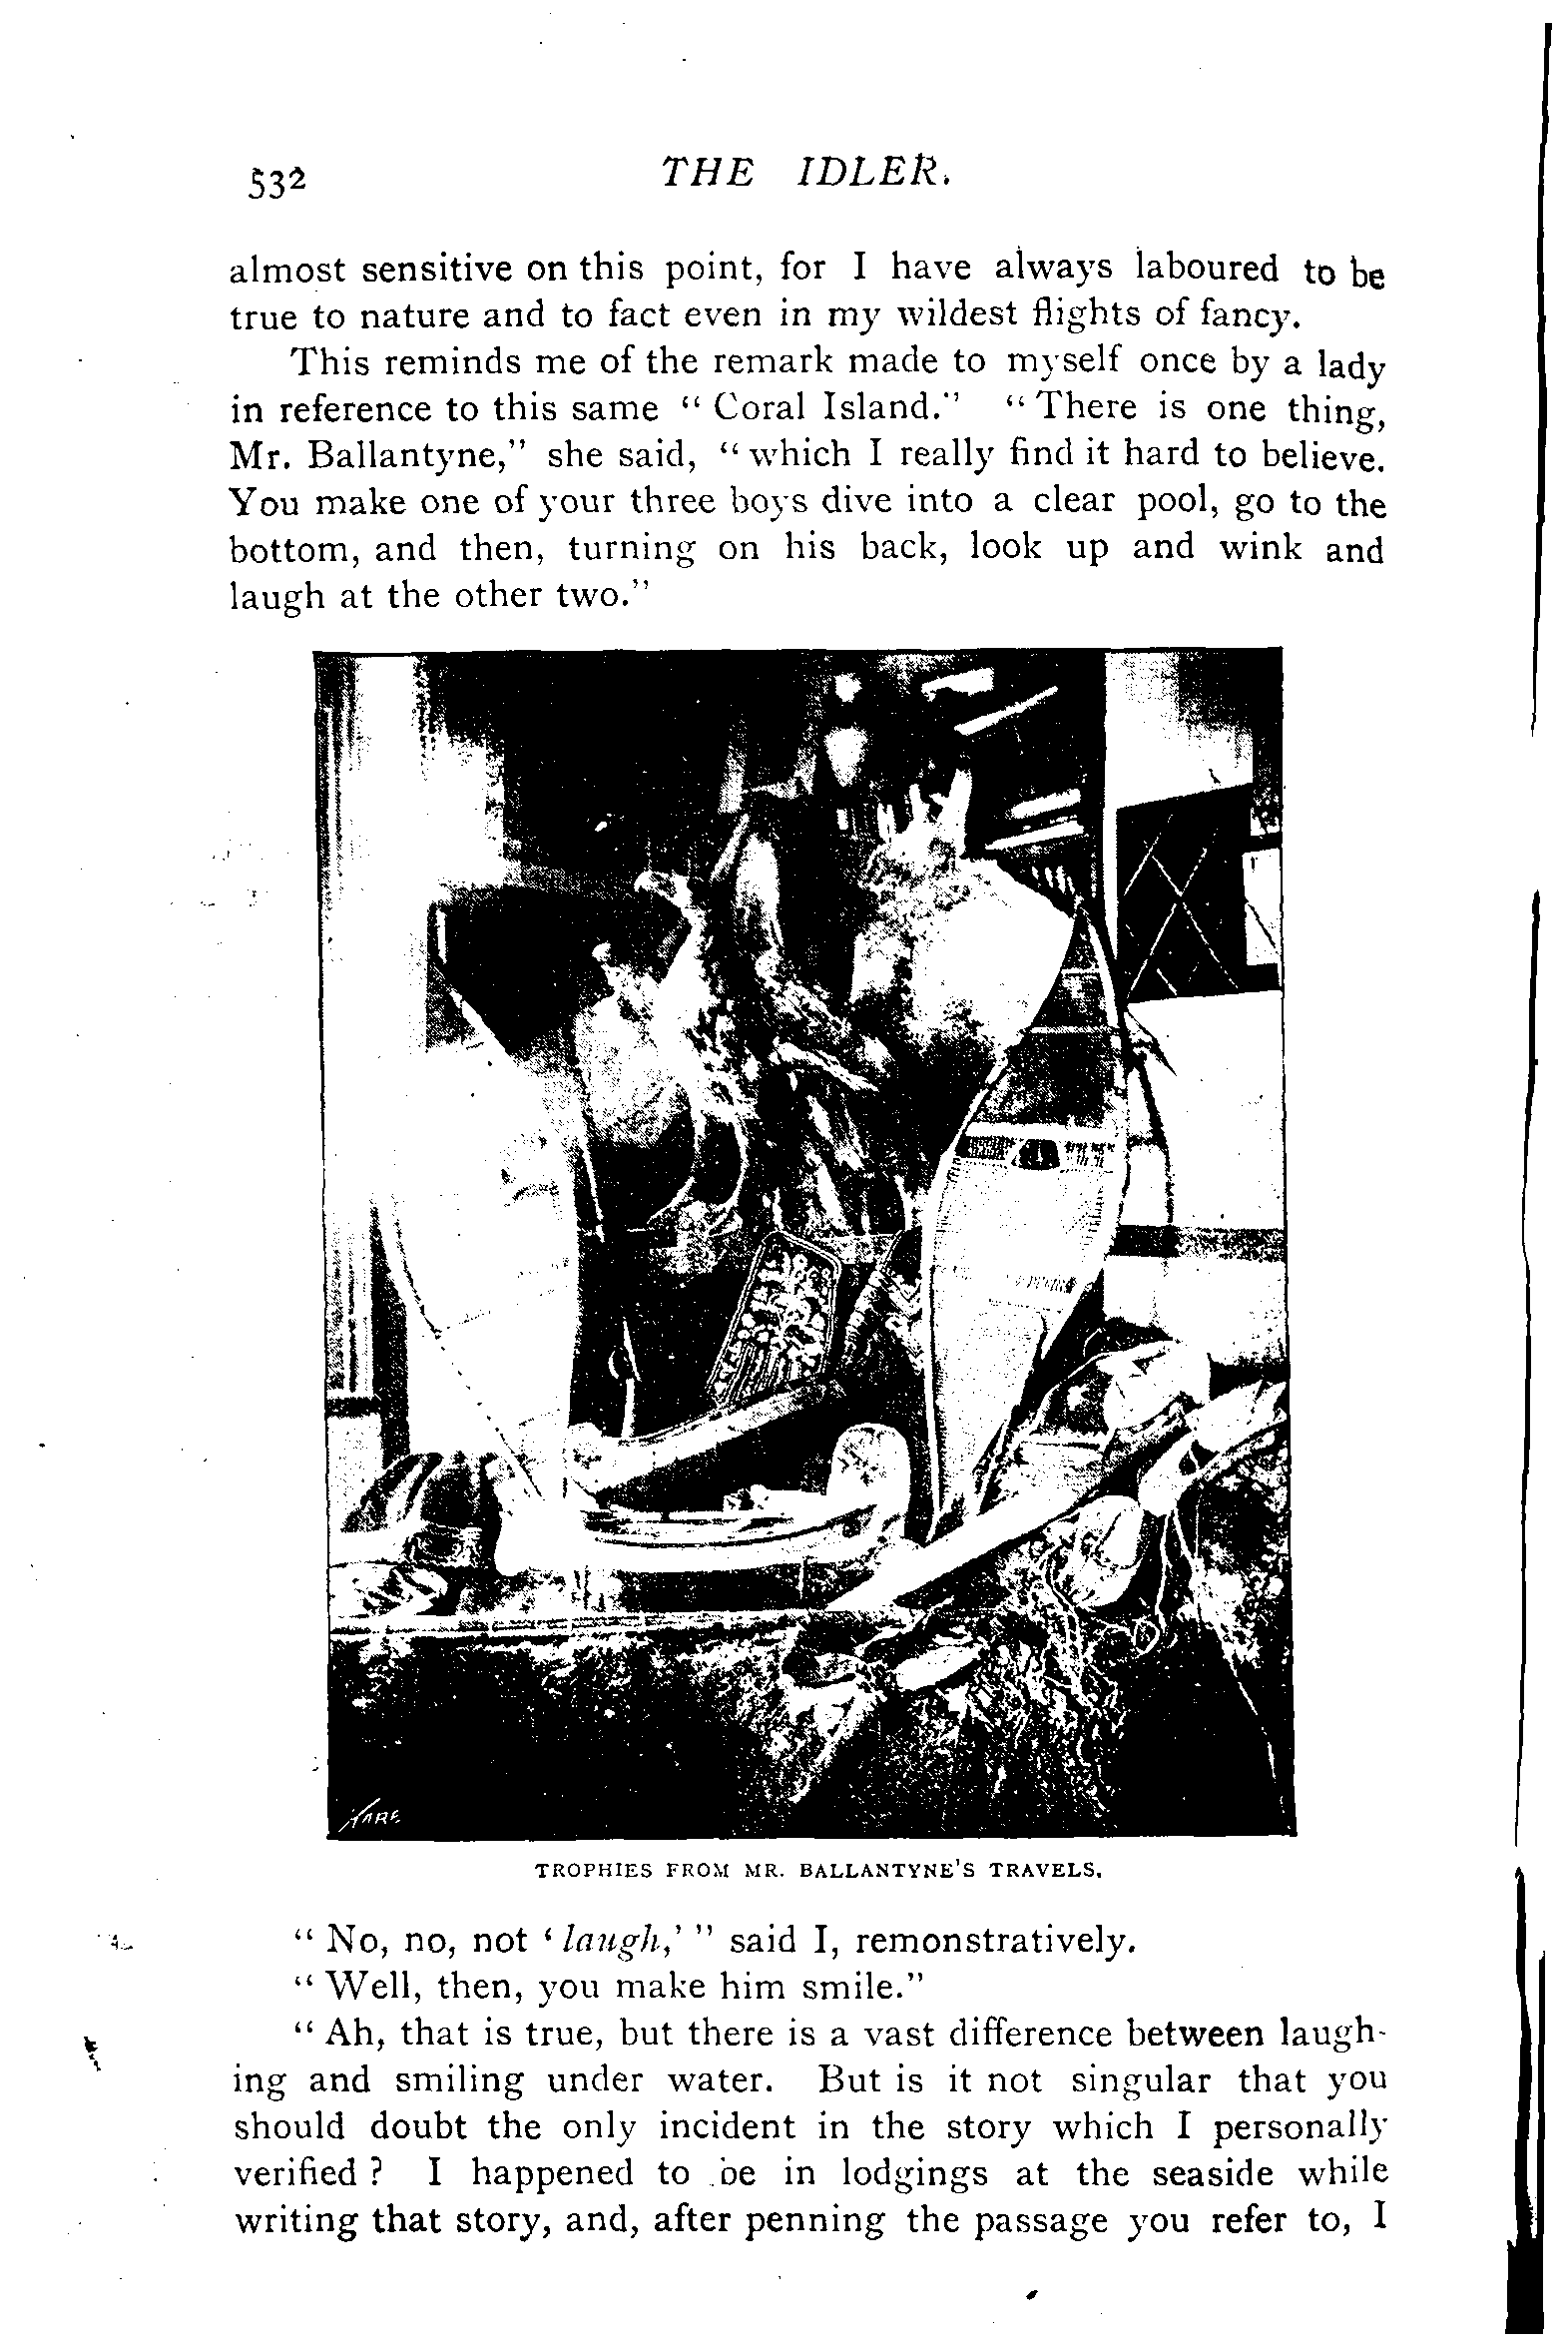 532
THE IDLER.
almost sensitive on this point, for I have always laboured to be
true to nature and to fact even in my wildest flights of fancy.
This reminds me of the remark made to myself once by a lady
in reference to this same “ Coral Island.” “ There is one thing,
Mr. Ballantyne,” she said, “ which I really find it hard to believe.
You make one of your three boys dive into a clear pool, go to the
bottom, and then, turning on his back, look up and wink and
laugh at the other two.”
HARE
TROPHIES FROM MR. BALLANTYNE'S TRAVELS.
“ No, no, not ‘ laugh,’ ” said I, remonstratively.
“ Well, then, you make him smile.”
“ Ah, that is true, but there is a vast difference between laugh-
ing and smiling under water. But is it not singular that you
should doubt the only incident in the story which I personally
verified ? I happened to be in lodgings at the seaside while
writing that story, and, after penning the passage you refer to, I